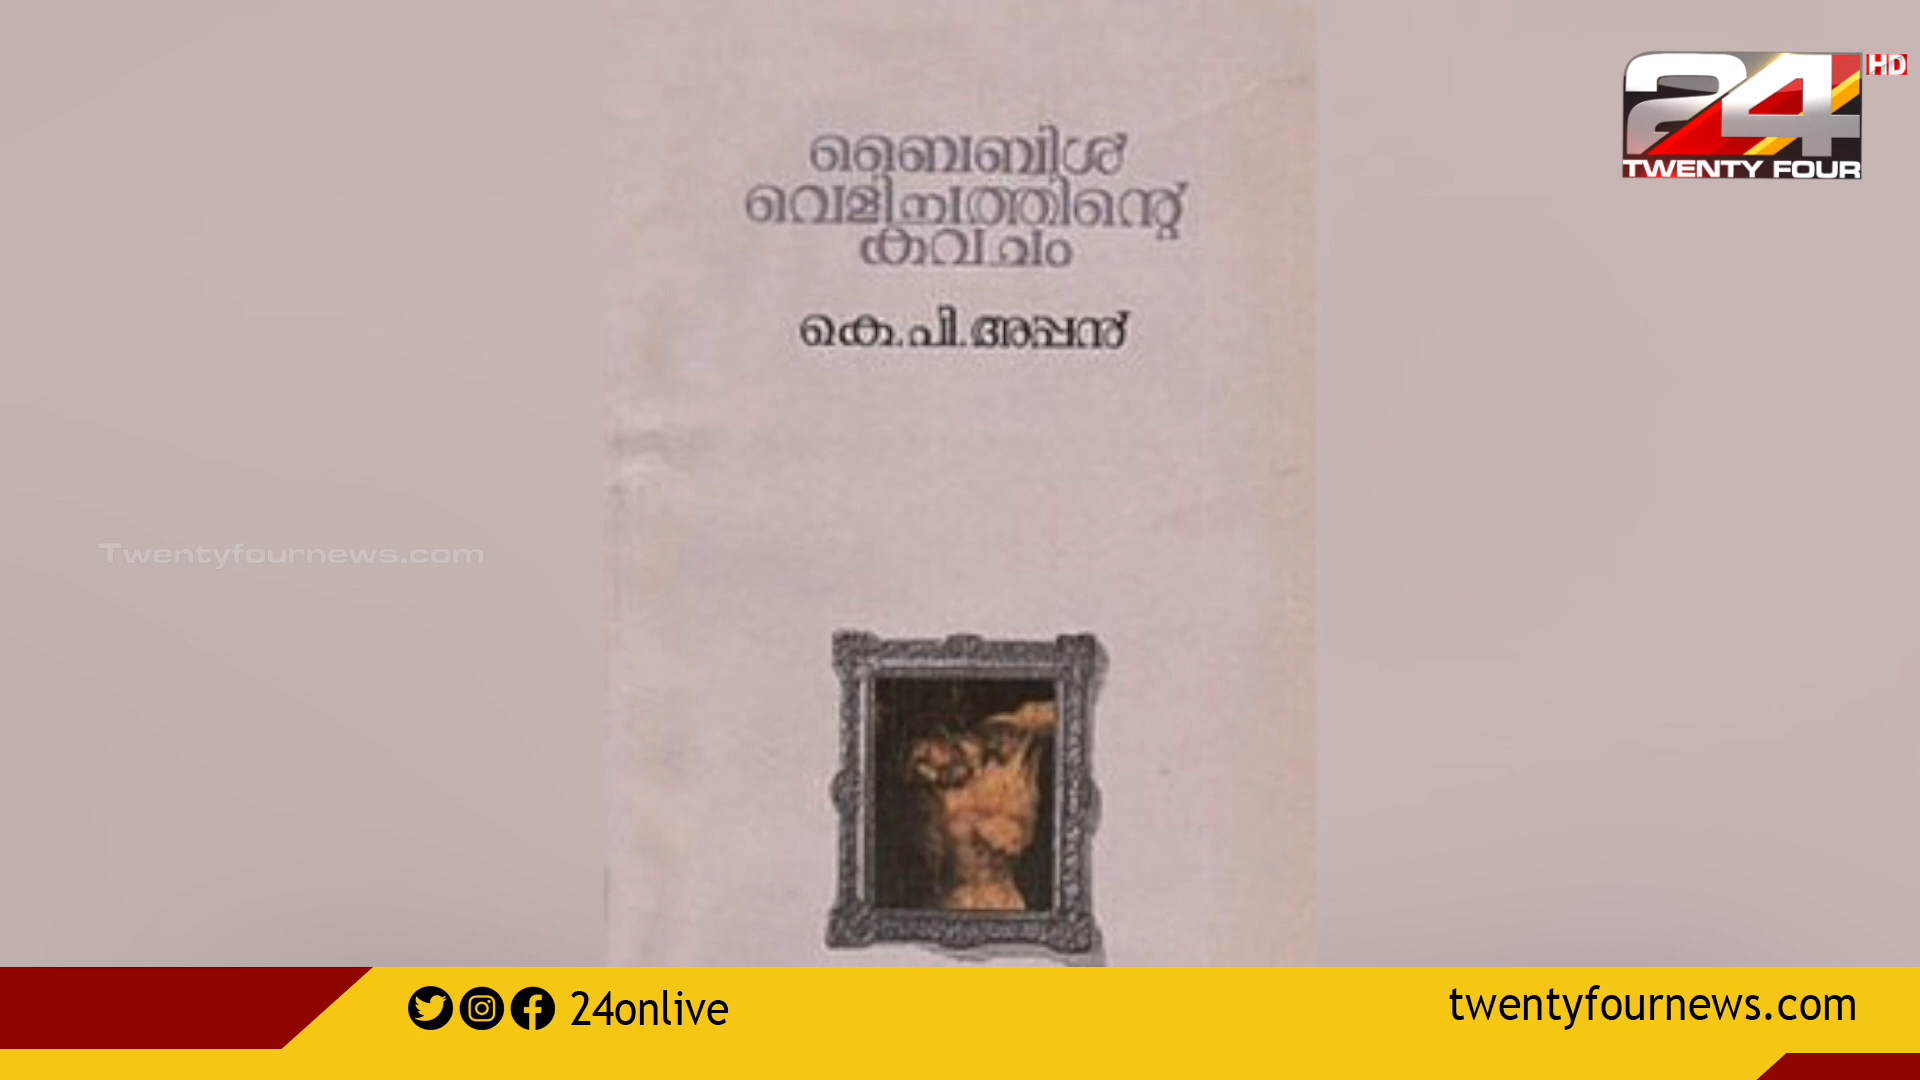 ബൈബിൾ
വെളിച്ചത്തിന്റെ
കവചം
കെ.പി.അപ്പൻ
24 HD
TWENTY FOUR
Twentyfournews.com
24onlive
twentyfournews.com